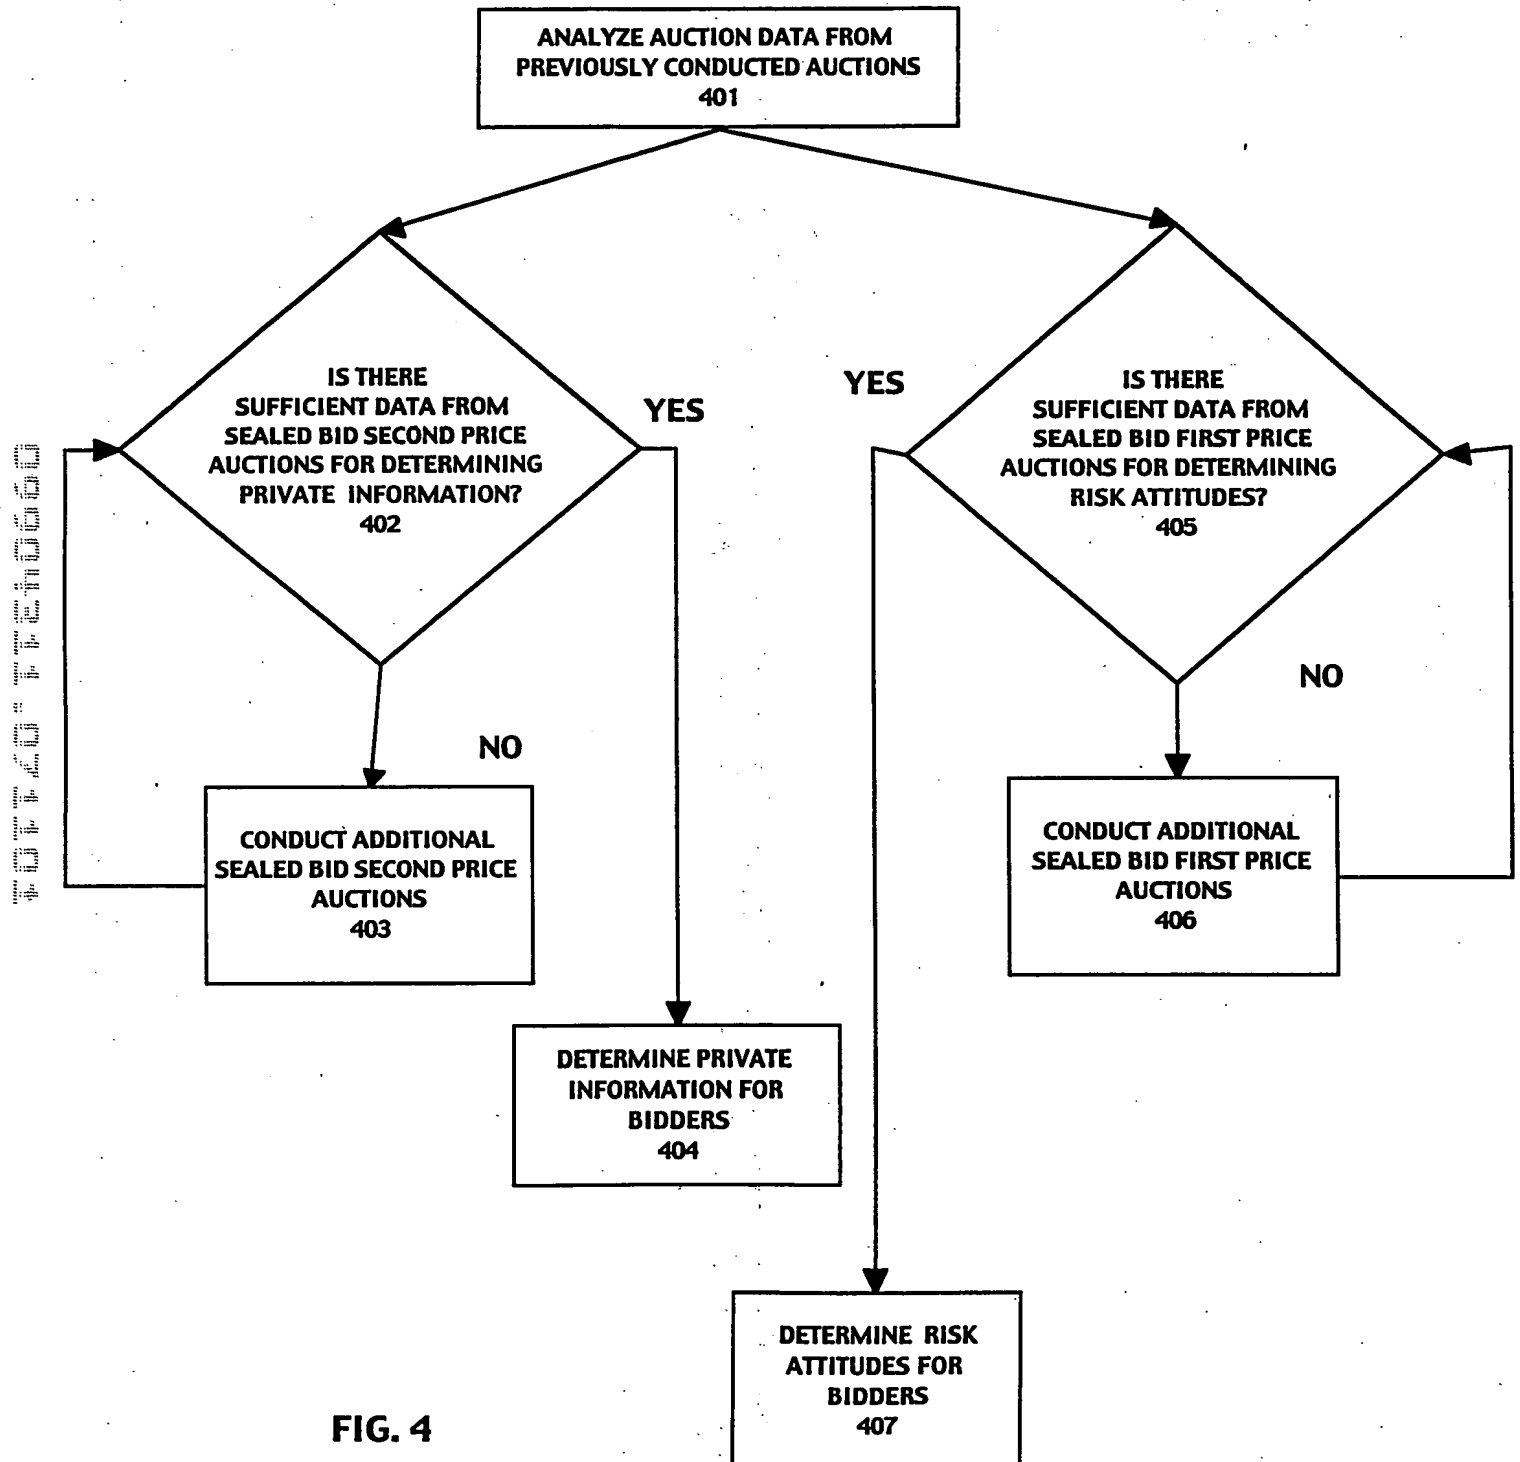 ANALYZE AUCTION DATA FROM
PREVIOUSLY CONDUCTED AUCTIONS
401
IS THERE
SUFFICIENT DATA FROM
SEALED BID SECOND PRICE
AUCTIONS FOR DETERMINING
PRIVATE INFORMATION?
402
YES
NO
CONDUCT ADDITIONAL
SEALED BID SECOND PRICE
AUCTIONS
403
DETERMINE PRIVATE
INFORMATION FOR
BIDDERS
404
YES
IS THERE
SUFFICIENT DATA FROM
SEALED BID FIRST PRICE
AUCTIONS FOR DETERMINING
RISK ATTITUDES?
405
NO
CONDUCT ADDITIONAL
SEALED BID FIRST PRICE
AUCTIONS
406
DETERMINE RISK
ATTITUDES FOR
BIDDERS
407
FIG. 4